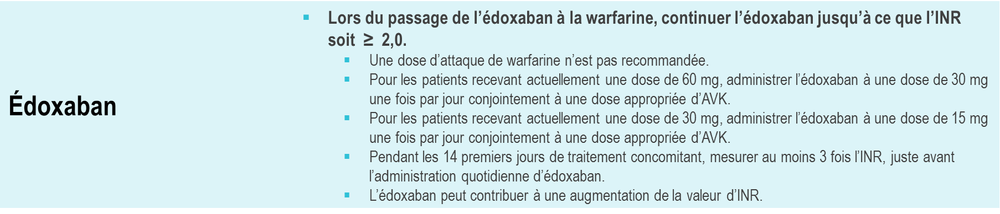 Édoxaban
▪ Lors du passage de l’édoxaban à la warfarine, continuer l’édoxaban jusqu’à ce que l’INR
soit ≥ 2,0.
▪ Une dose d’attaque de warfarine n’est pas recommandée.
▪ Pour les patients recevant actuellement une dose de 60 mg, administrer l’édoxaban à une dose de 30 mg
une fois par jour conjointement à une dose appropriée d’AVK.
▪ Pour les patients recevant actuellement une dose de 30 mg, administrer l’édoxaban à une dose de 15 mg
une fois par jour conjointement à une dose appropriée d’AVK.
▪ Pendant les 14 premiers jours de traitement concomitant, mesurer au moins 3 fois l’INR, juste avant
l’administration quotidienne d’édoxaban.
▪ L’édoxaban peut contribuer à une augmentation de la valeur d’INR.